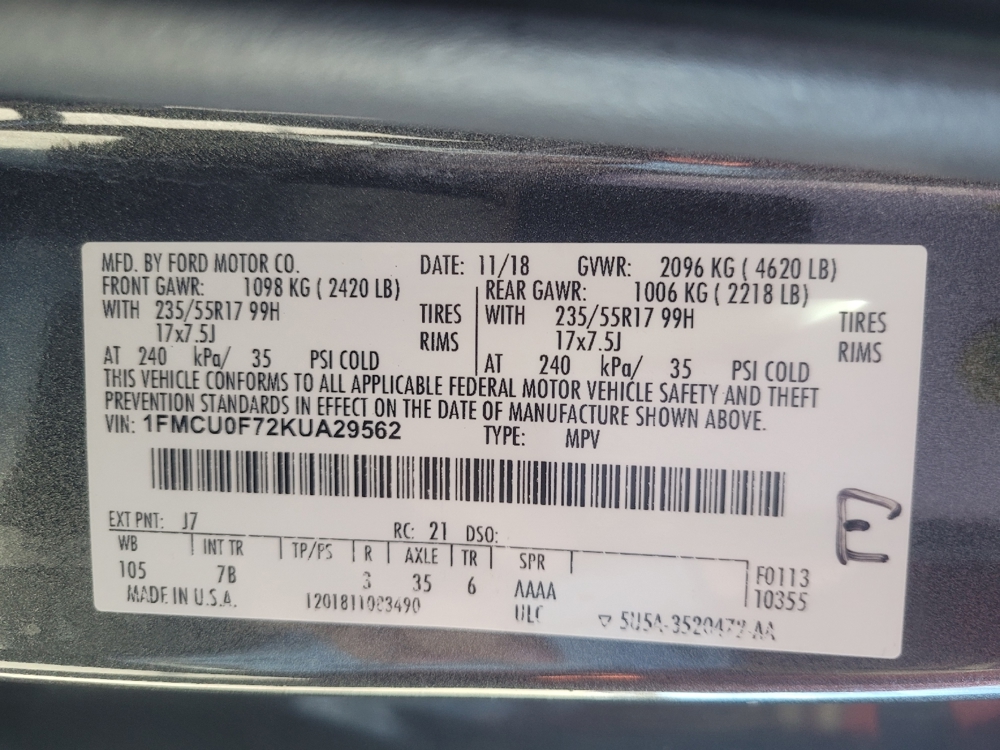 MFD. BY FORD MOTOR CO. DATE: 11/18 GVWR: 2096 KG ( 4620 LB)
FRONT GAWR: 1098 KG ( 2420 LB) REAR GAWR: 1006 KG ( 2218 LB)
WITH 235/55R17 99H TIRES WITH 235/55R17 99H TIRES
17x7.5J RIMS 17x7.5J RIMS
AT 240 kPa/ 35 PSI COLD AT 240 kPa/ 35 PSI COLD
THIS VEHICLE CONFORMS TO ALL APPLICABLE FEDERAL MOTOR VEHICLE SAFETY AND THEFT
PREVENTION STANDARDS IN EFFECT ON THE DATE OF MANUFACTURE SHOWN ABOVE.
VIN: 1FMCU0F72KUA29562 TYPE: MPV
E
EXT PNT: J7 RC: 21 DSO:
WB INT TR TP/PS R AXLE TR SPR
105 7B 3 35 6 AAAA F0113
MADE IN U.S.A. ULC 10355